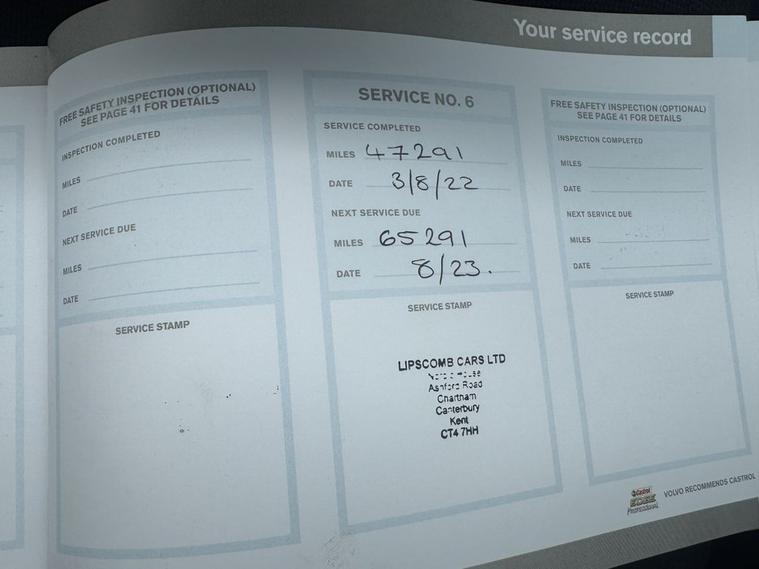 Your service record
FREE SAFETY INSPECTION (OPTIONAL)
SEE PAGE 41 FOR DETAILS
INSPECTION COMPLETED
MILES
DATE
NEXT SERVICE DUE
MILES
DATE
SERVICE STAMP
SERVICE NO. 6
SERVICE COMPLETED
MILES 47291
DATE 3/8/22
NEXT SERVICE DUE
MILES 65291
DATE 8/23.
SERVICE STAMP
LIPSCOMB CARS LTD
Ashford Road
Chartham
Canterbury
Kent
CT4 7HH
FREE SAFETY INSPECTION (OPTIONAL)
SEE PAGE 41 FOR DETAILS
INSPECTION COMPLETED
MILES
DATE
NEXT SERVICE DUE
MILES
DATE
SERVICE STAMP
Castrol
EDGE
PROFESSIONAL
VOLVO RECOMMENDS CASTROL